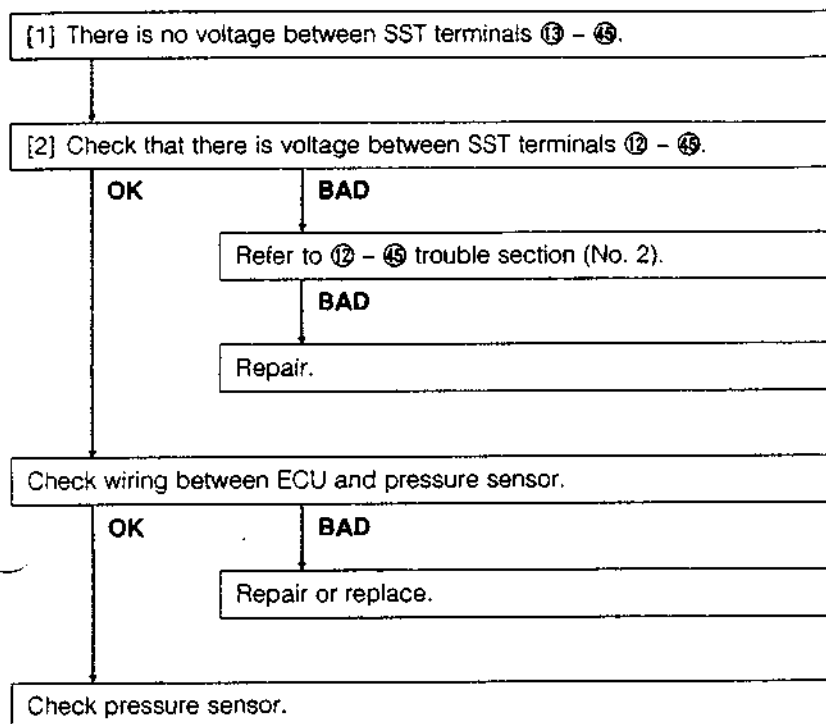 [1] There is no voltage between SST terminals ⑬ – ㊺.
[2] Check that there is voltage between SST terminals ⑫ – ㊺.
OK BAD
Refer to ⑫ – ㊺ trouble section (No. 2).
BAD
Repair.
Check wiring between ECU and pressure sensor.
OK BAD
Repair or replace.
Check pressure sensor.